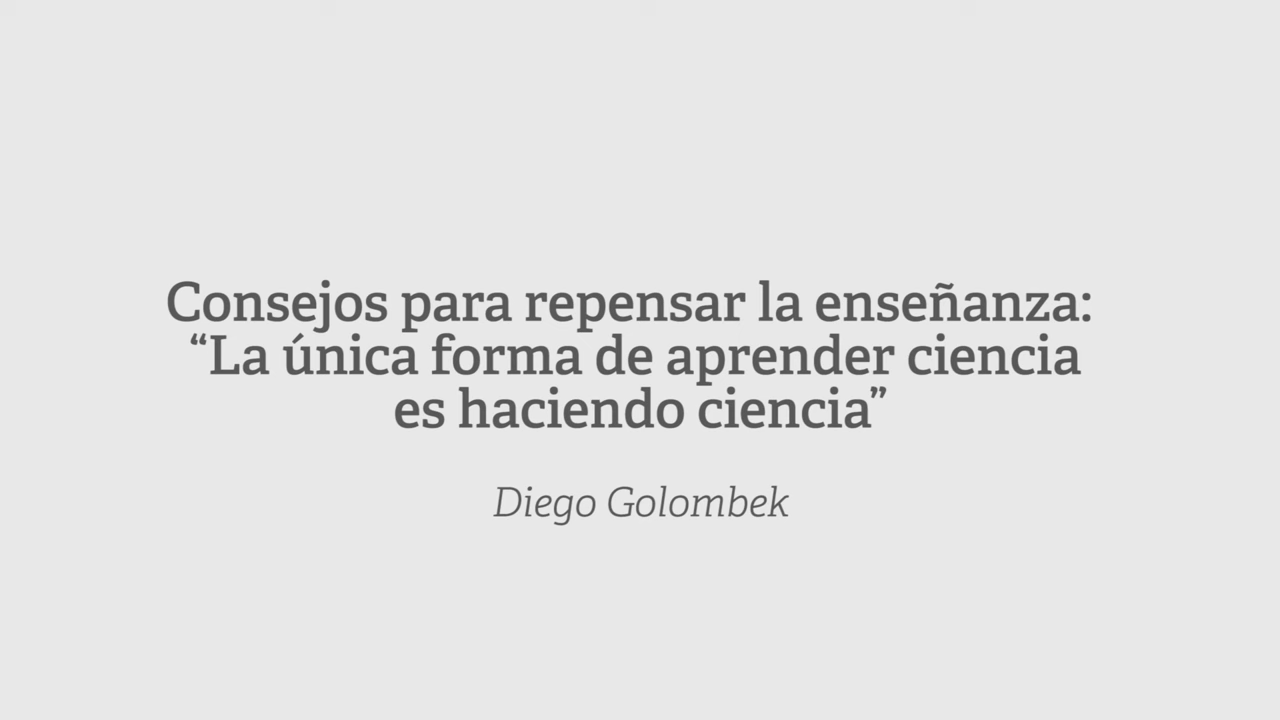 Consejos para repensar la enseñanza:
“La única forma de aprender ciencia
es haciendo ciencia”
Diego Golombek